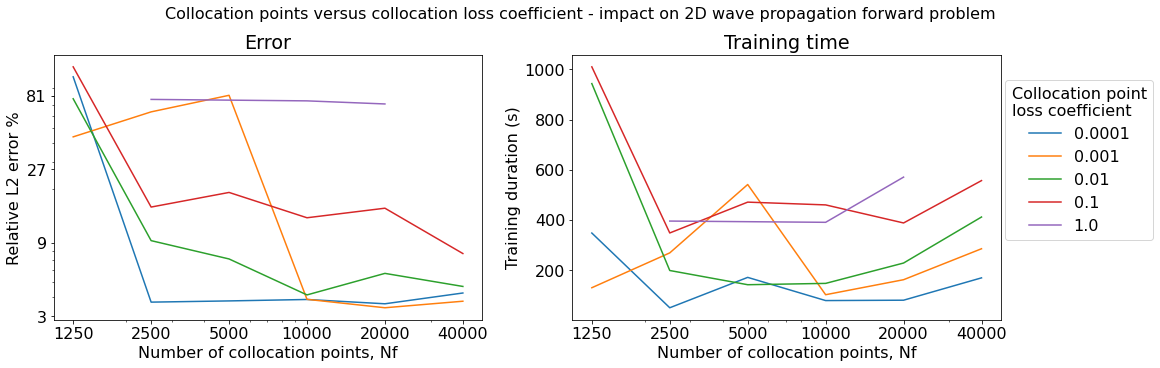 Collocation points versus collocation loss coefficient - impact on 2D wave propagation forward problem
Error
Relative L2 error %
81
27
9
3
1250 2500 5000 10000 20000 40000
Number of collocation points, Nf
Training time
Training duration (s)
1000
800
600
400
200
1250 2500 5000 10000 20000 40000
Number of collocation points, Nf
Collocation point
loss coefficient
0.0001
0.001
0.01
0.1
1.0